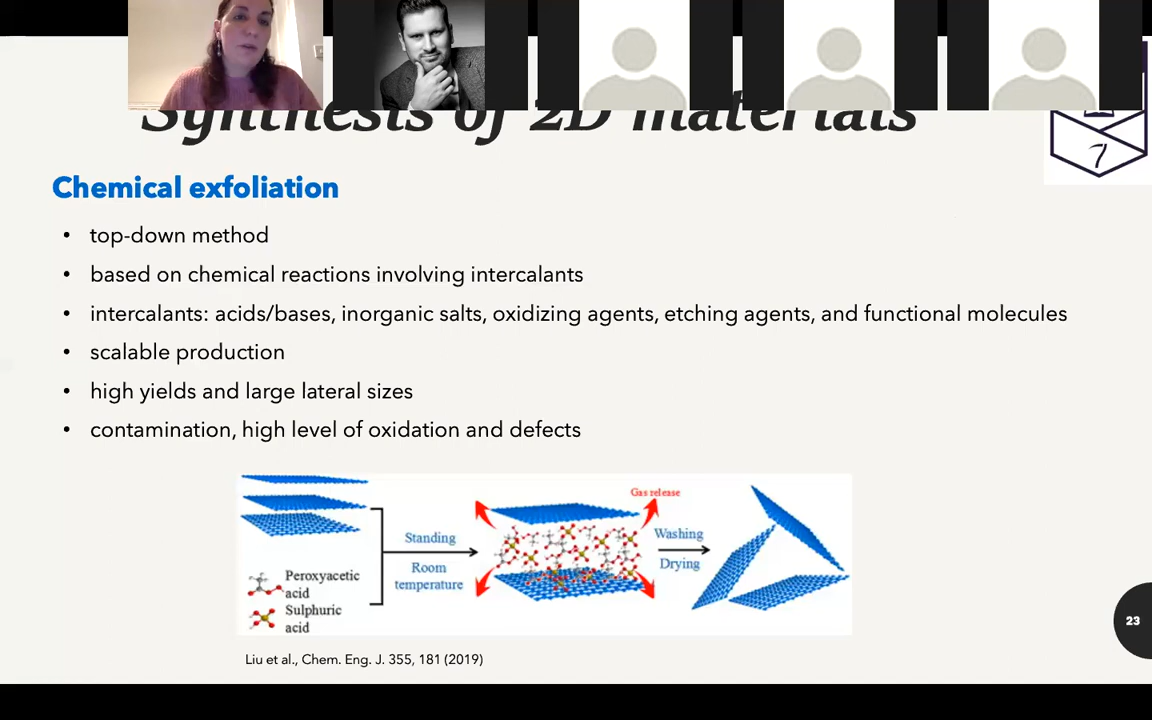 Synthesis of 2D materials
7
Chemical exfoliation
• top-down method
• based on chemical reactions involving intercalants
• intercalants: acids/bases, inorganic salts, oxidizing agents, etching agents, and functional molecules
• scalable production
• high yields and large lateral sizes
• contamination, high level of oxidation and defects
Peroxyacetic
acid
Sulphuric
acid
Standing
Room
temperature
Gas release
Washing
Drying
23
Liu et al., Chem. Eng. J. 355, 181 (2019)